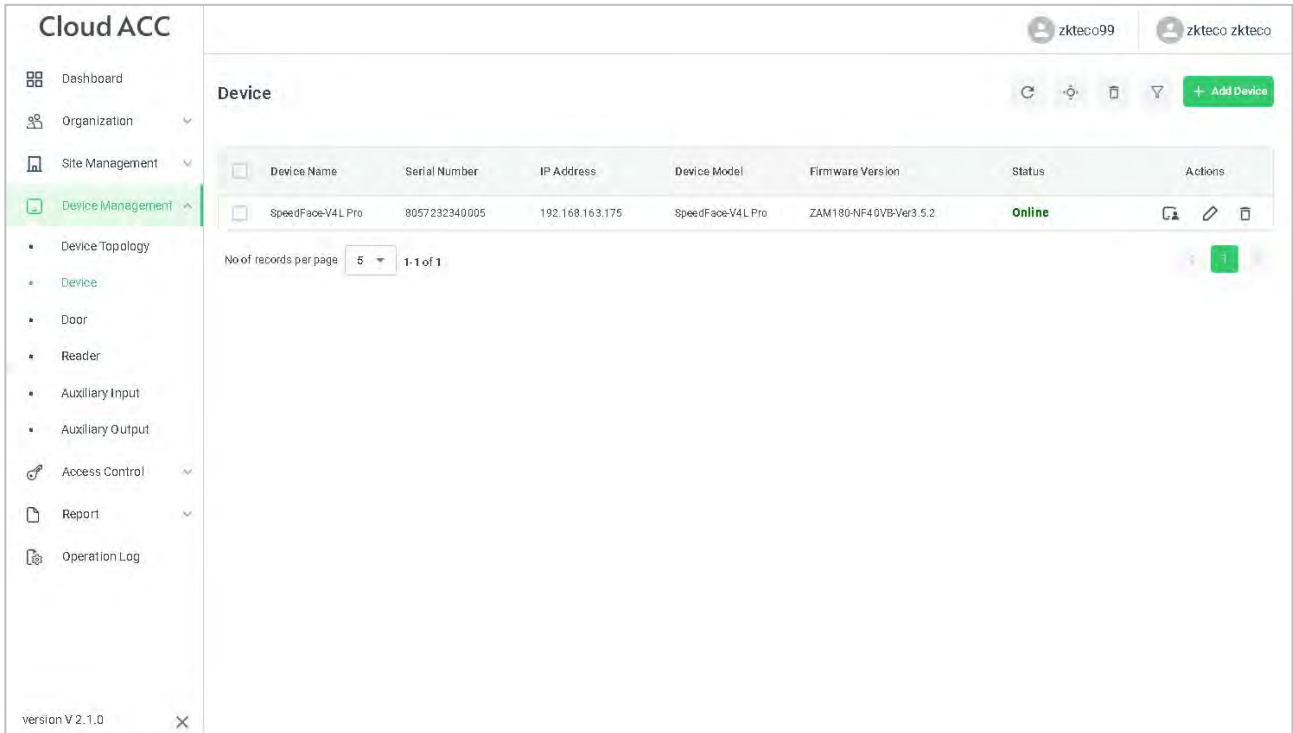 Cloud ACC
zkteco99
zkteco zkteco
Dashboard
Organization
Site Management
Device Management
Device Topology
Device
Door
Reader
Auxiliary Input
Auxiliary Output
Access Control
Report
Operation Log
version V 2.1.0
Device
+ Add Device
Device Name Serial Number IP Address Device Model Firmware Version Status Actions
SpeedFace-V4L Pro 8057232340005 192.168.163.175 SpeedFace-V4L Pro ZAM180-NF40VB-Ver3.5.2 Online
No of records per page 5 1-1 of 1
1